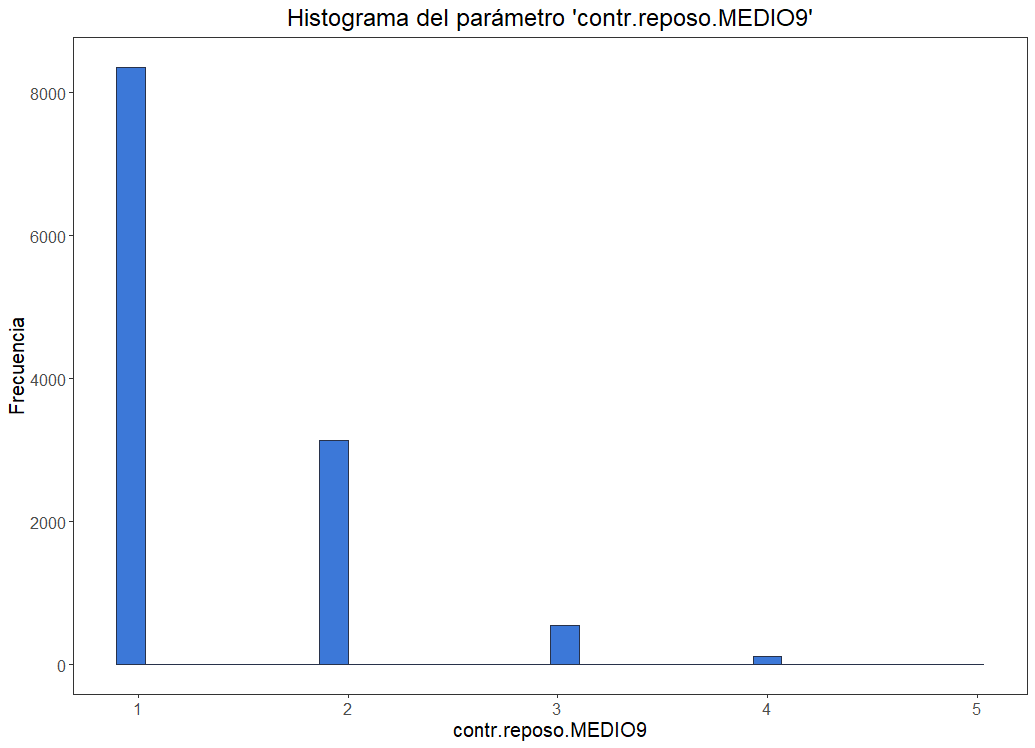 Histograma del parámetro 'contr.reposo.MEDIO9'
Frecuencia
8000
6000
4000
2000
0
1 2 3 4 5
contr.reposo.MEDIO9